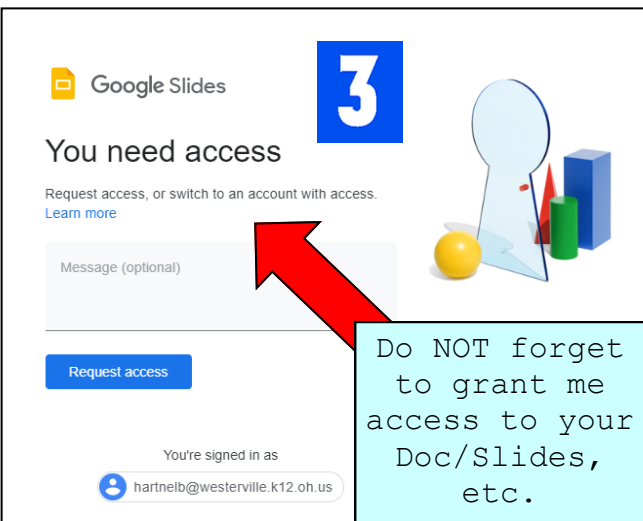 Google Slides
3
You need access
Request access, or switch to an account with access.
Learn more
Message (optional)
Request access
Do NOT forget
to grant me
access to your
Doc/Slides,
etc.
You're signed in as
hartnelb@westerville.k12.oh.us